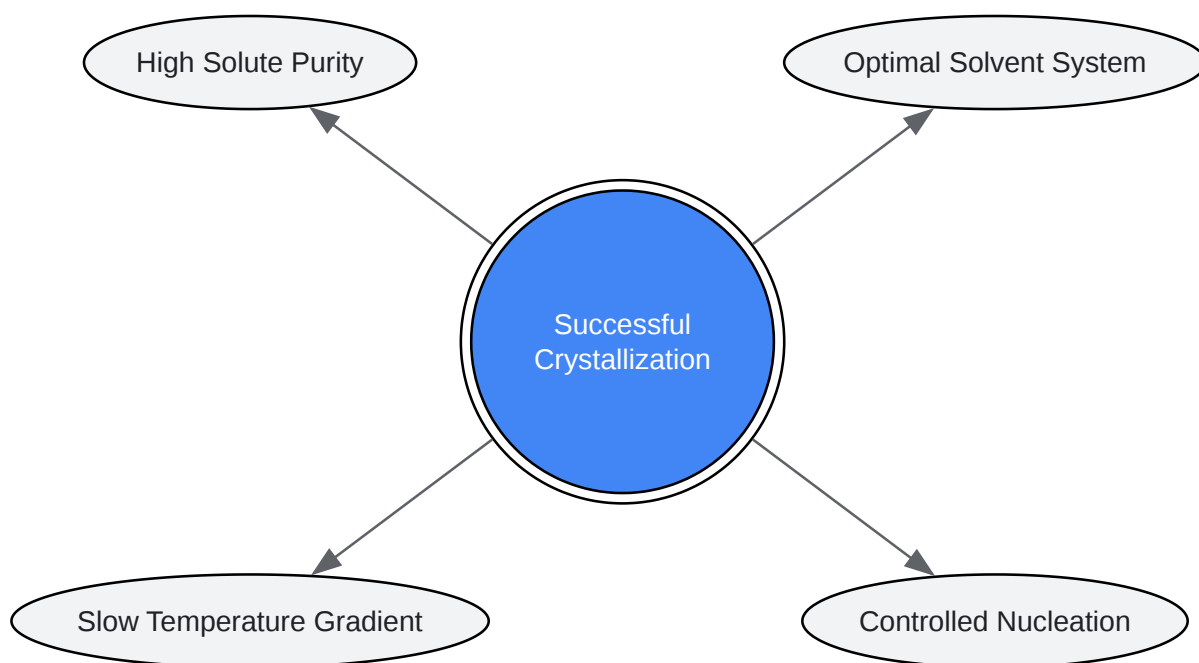 High Solute Purity
Optimal Solvent System
Successful
Crystallization
Slow Temperature Gradient
Controlled Nucleation